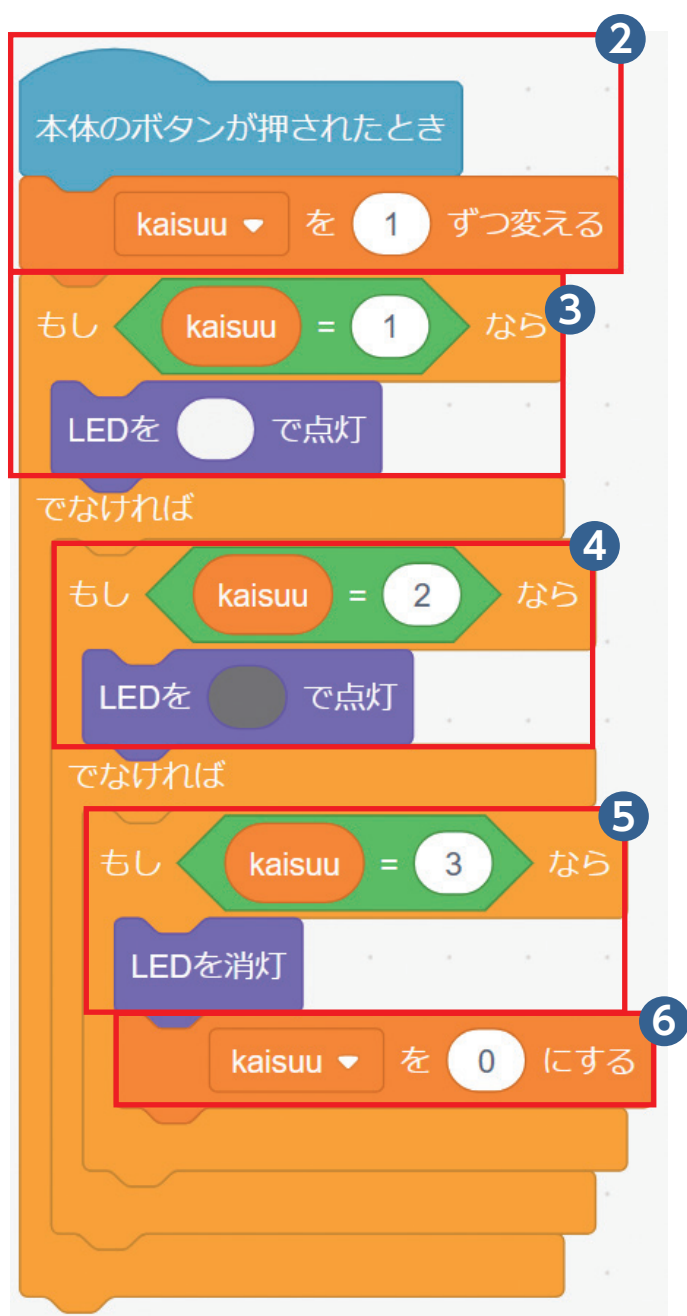 2
本体のボタンが押されたとき
kaisuu を 1 ずつ変える
3
もし kaisuu = 1 なら
LEDを で点灯
でなければ
4
もし kaisuu = 2 なら
LEDを で点灯
でなければ
5
もし kaisuu = 3 なら
LEDを消灯
6
kaisuu を 0 にする